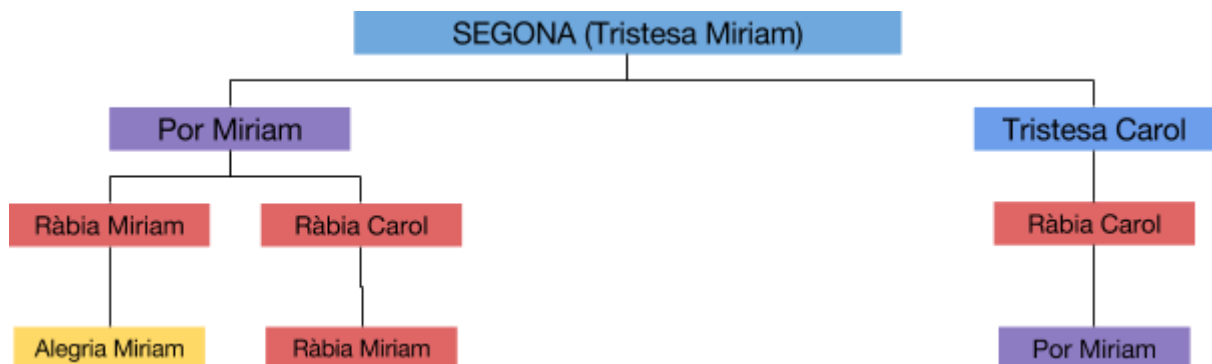 SEGONA (Tristesa Miriam)
Por Miriam
Tristesa Carol
Ràbia Miriam
Ràbia Carol
Ràbia Carol
Alegria Miriam
Ràbia Miriam
Por Miriam